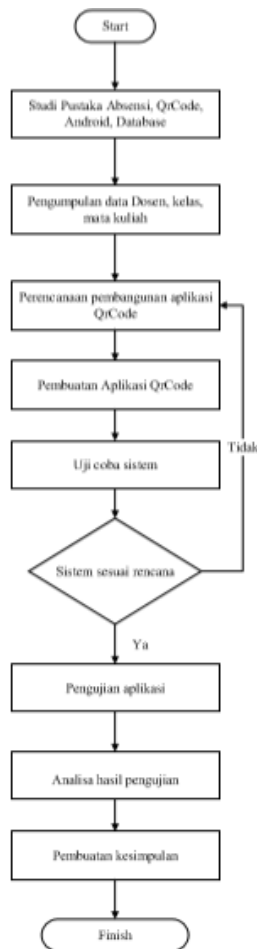 Start
Studi Pustaka Absensi, QrCode,
Android, Database
Pengumpulan data Dosen, kelas,
mata kuliah
Perencanaan pembangunan aplikasi
QrCode
Pembuatan Aplikasi QrCode
Uji coba sistem
Tidak
Sistem sesuai rencana
Ya
Pengujian aplikasi
Analisa hasil pengujian
Pembuatan kesimpulan
Finish